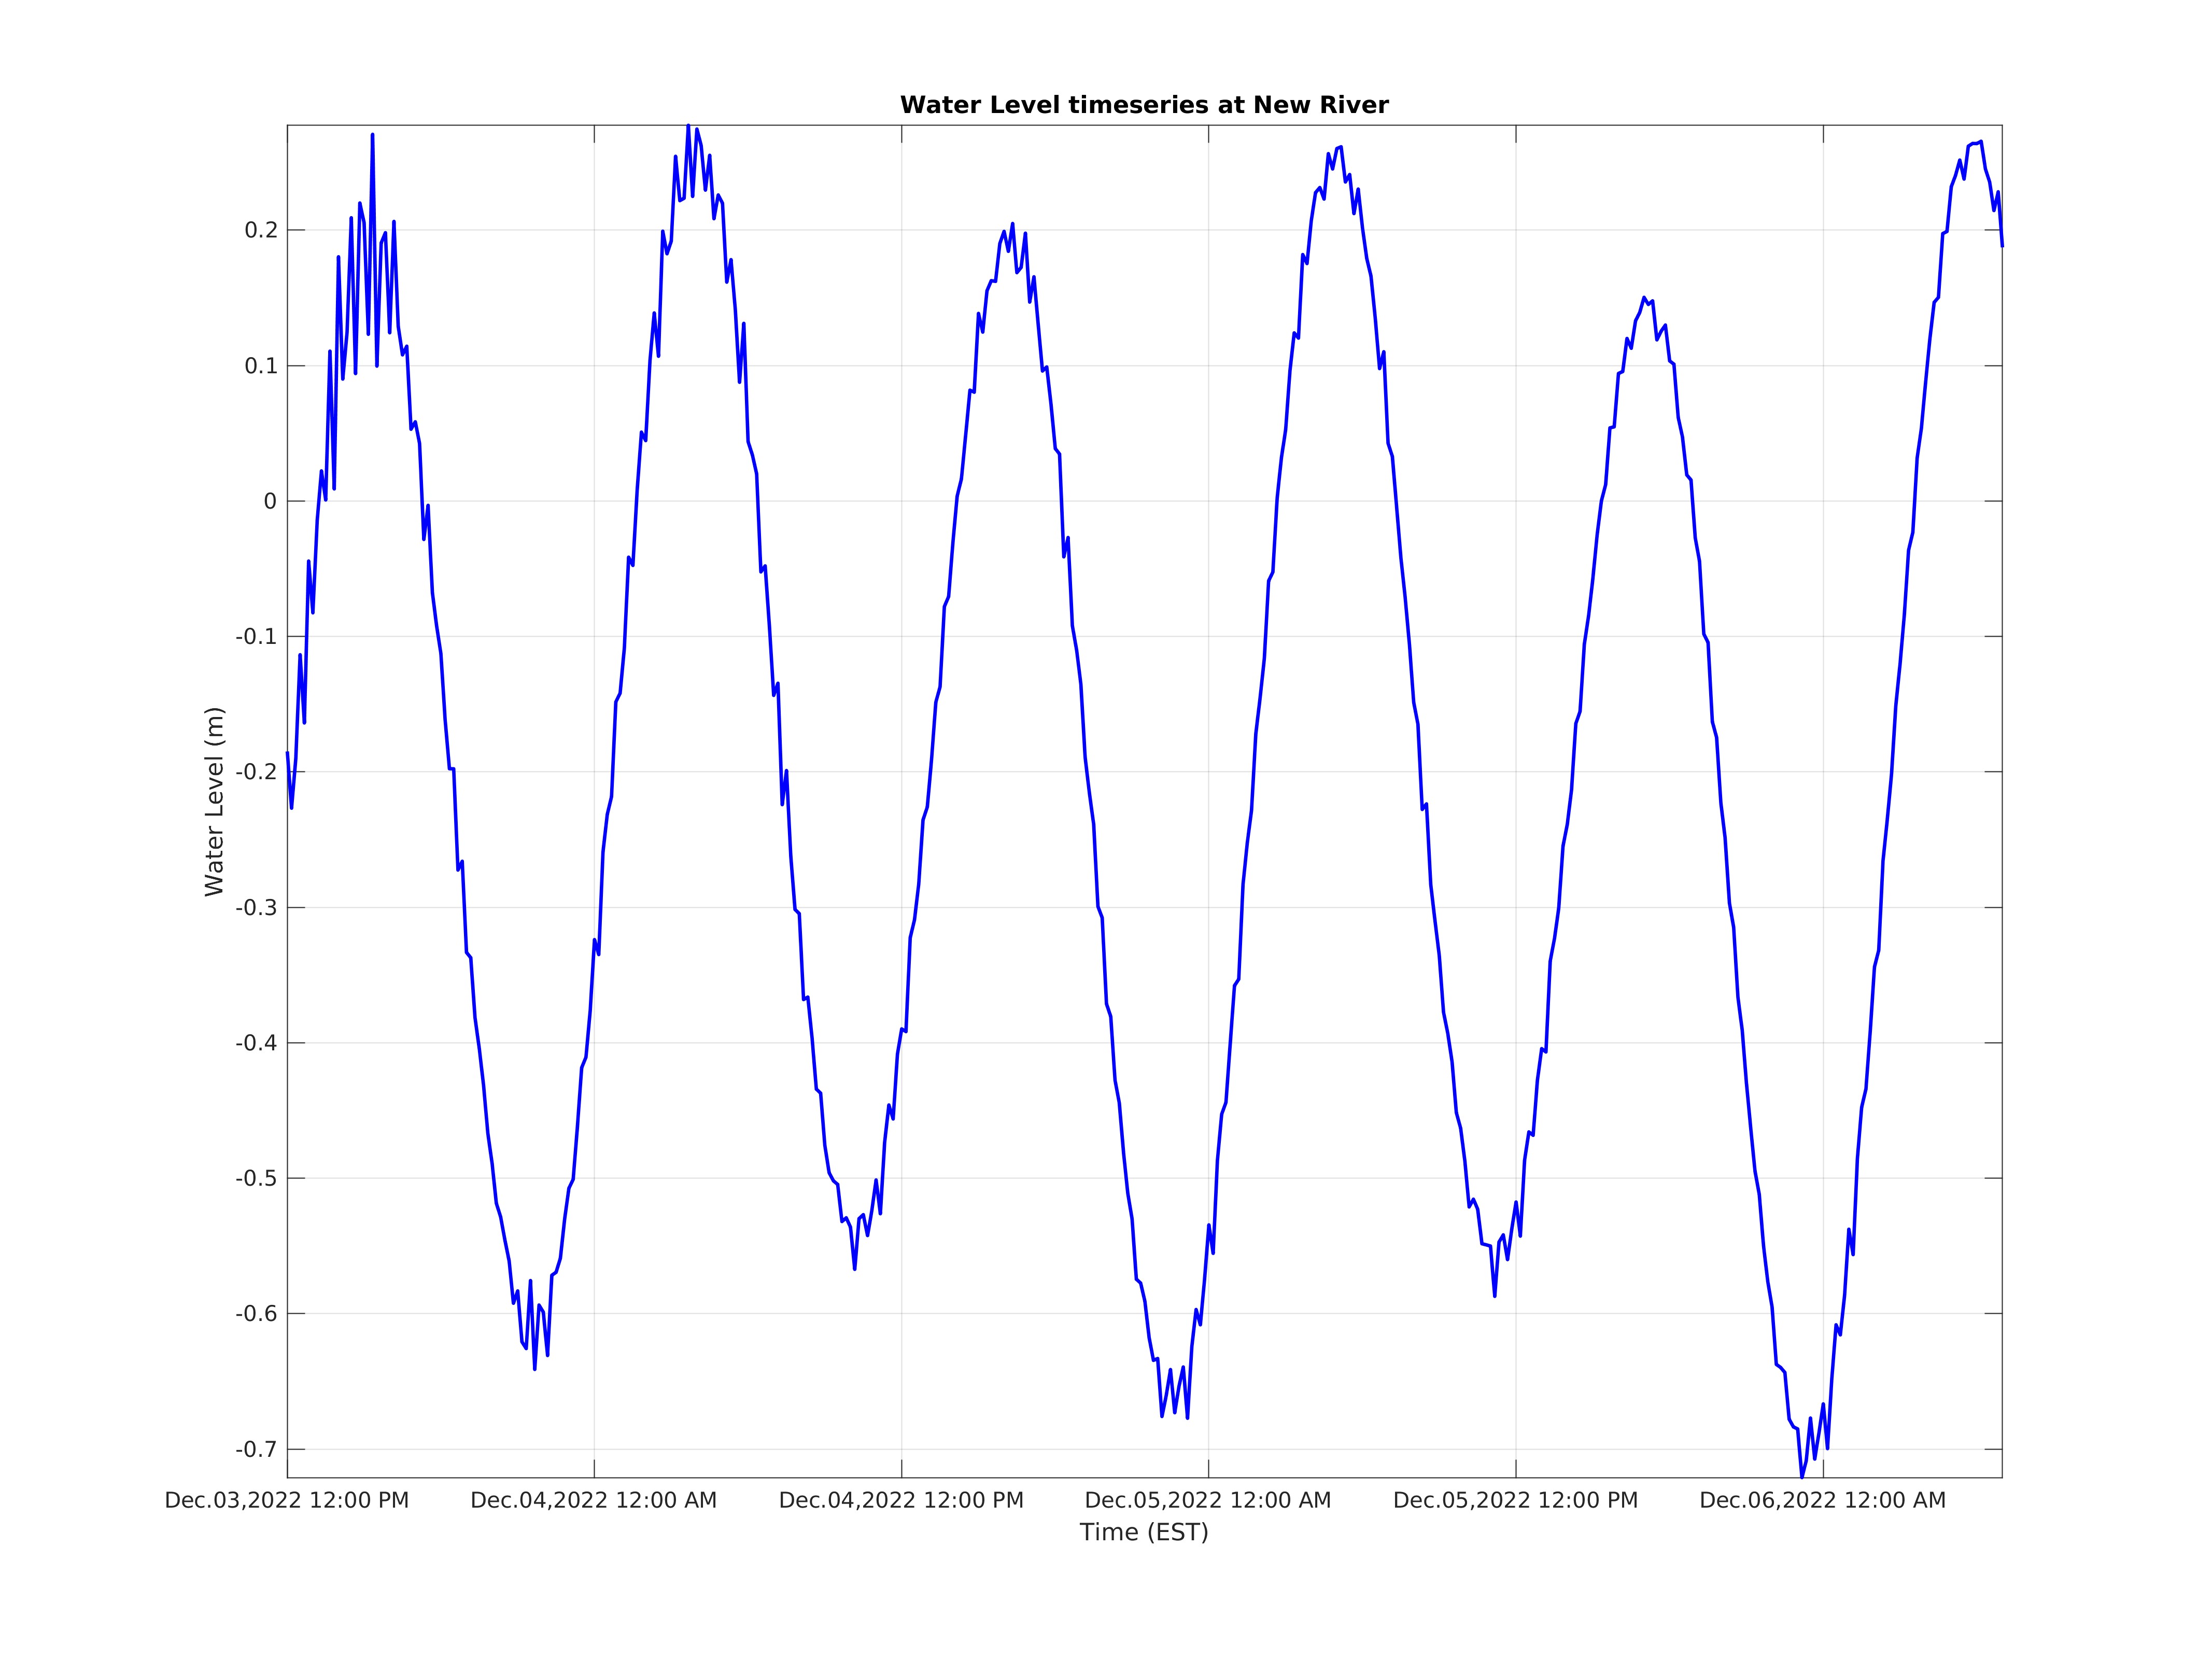 Water Level timeseries at New River
Water Level (m)
0.2
0.1
0
-0.1
-0.2
-0.3
-0.4
-0.5
-0.6
-0.7
Dec.03,2022 12:00 PM Dec.04,2022 12:00 AM Dec.04,2022 12:00 PM Dec.05,2022 12:00 AM Dec.05,2022 12:00 PM Dec.06,2022 12:00 AM
Time (EST)